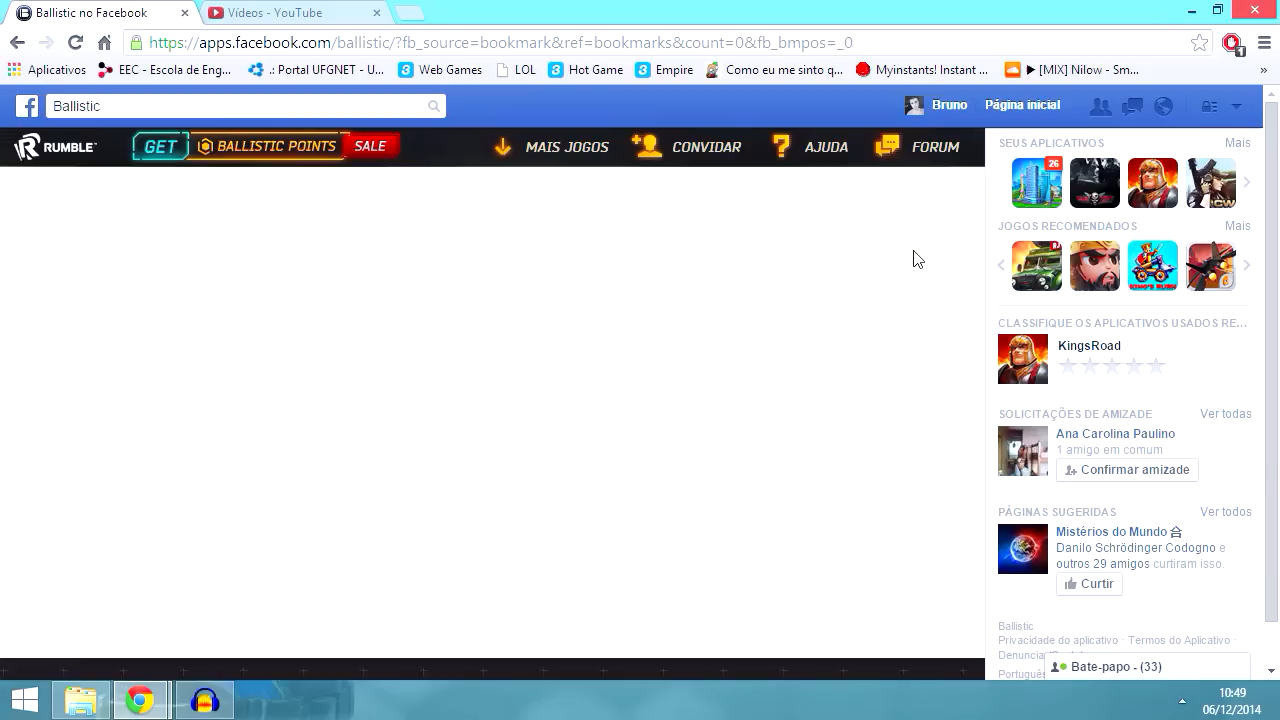 Ballistic no Facebook
Vídeos - YouTube
https://apps.facebook.com/ballistic/?fb_source=bookmark&ref=bookmarks&count=0&fb_bmpos=_0
1
Aplicativos
EEC - Escola de Eng...
.: Portal UFGNET - U...
Web Games
LOL
Hot Game
Empire
Como eu me sinto q...
Myinstants! Instant ...
▶ [MIX] Nilow - Sm...
»
Ballistic
Bruno
Página inicial
RUMBLE™
GET
BALLISTIC POINTS
SALE
MAIS JOGOS
CONVIDAR
AJUDA
FORUM
SEUS APLICATIVOS
Mais
26
JOGOS RECOMENDADOS
Mais
CLASSIFIQUE OS APLICATIVOS USADOS RE...
KingsRoad
SOLICITAÇÕES DE AMIZADE
Ver todas
Ana Carolina Paulino
1 amigo em comum
Confirmar amizade
PÁGINAS SUGERIDAS
Ver todos
Mistérios do Mundo
Danilo Schrödinger Codogno e
outros 29 amigos curtiram isso.
Curtir
Ballistic
Privacidade do aplicativo · Termos do Aplicativo ·
Bate-papo - (33)
10:49
06/12/2014